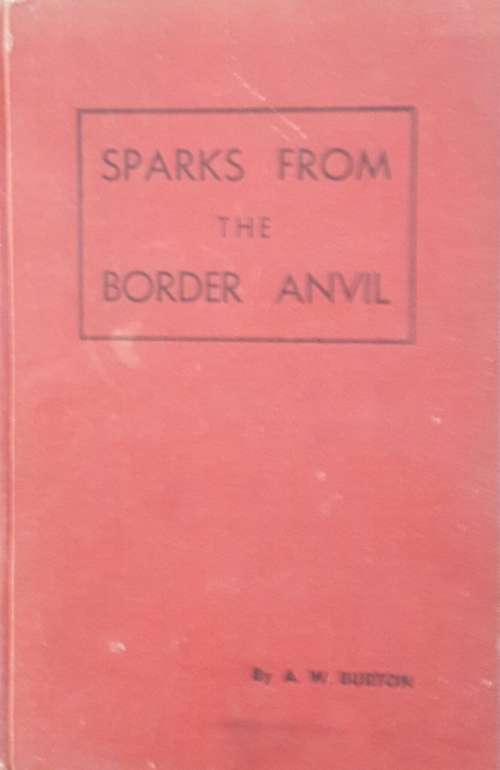 SPARKS FROM
THE
BORDER ANVIL
By A. W. BURTON